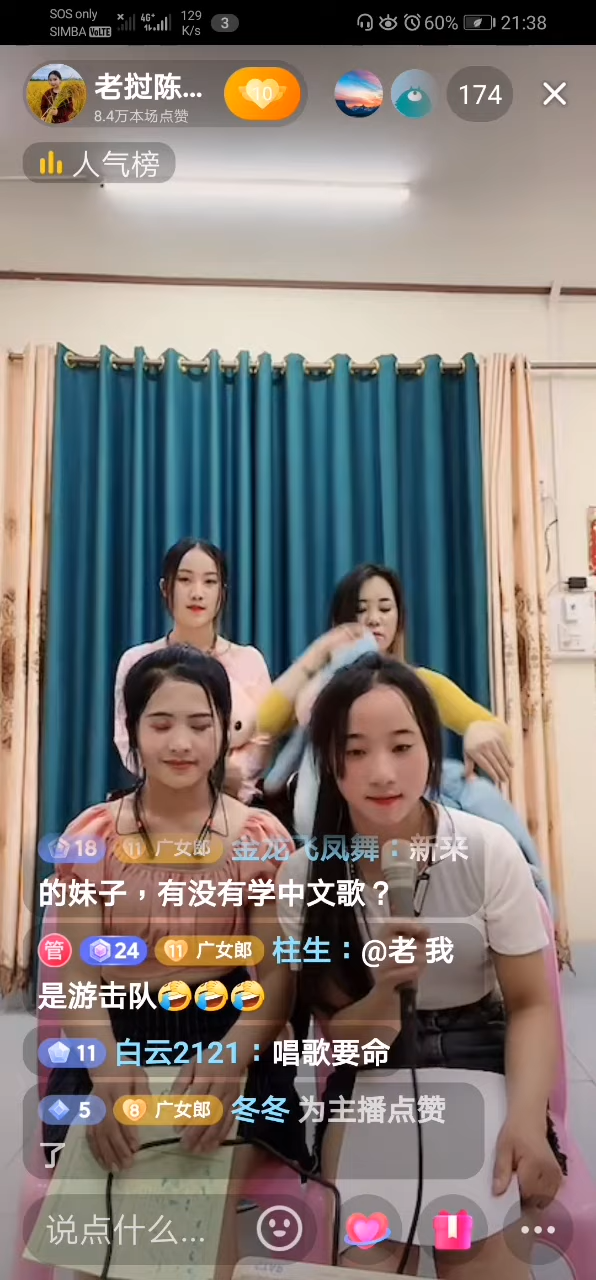 SOS only
SIMBA VoLTE
4G+
129
K/s
3
60%
21:38
老挝陈...
8.4万本场点赞
10
174
人气榜
18 11 广女郎 金龙飞凤舞：新来
的妹子，有没有学中文歌？
管 24 11 广女郎 柱生：@老 我
是游击队🤣🤣🤣
11 白云2121：唱歌要命
5 8 广女郎 冬冬 为主播点赞
了
说点什么...